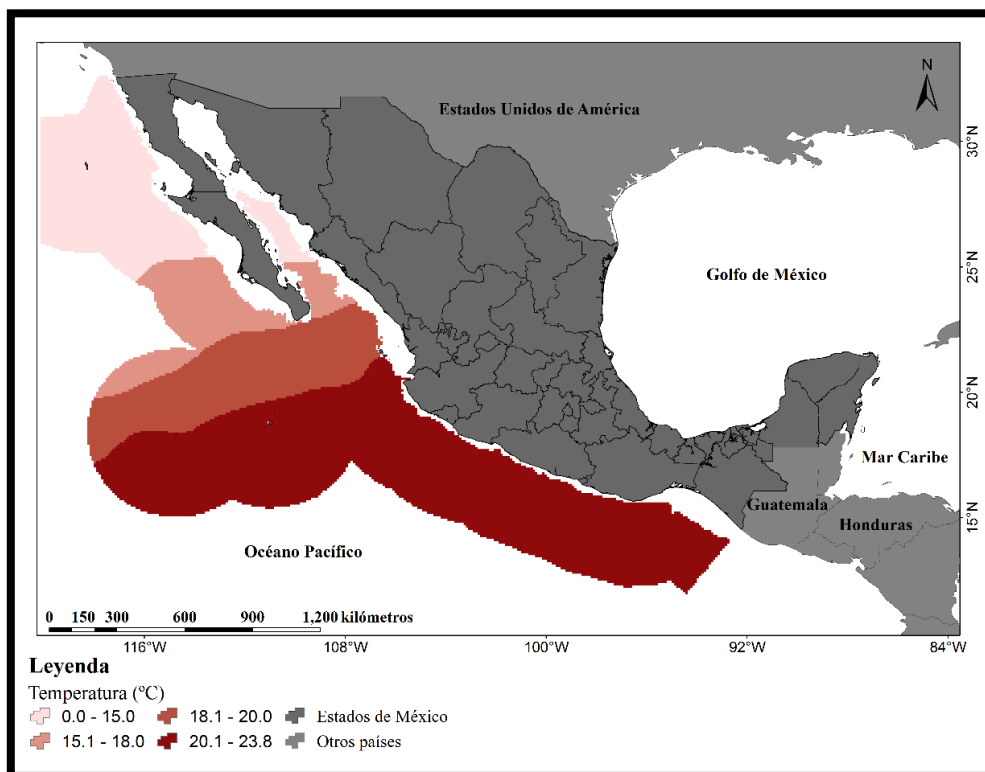 N
Estados Unidos de América
30°N
25°N
Golfo de México
20°N
Mar Caribe
Guatemala
15°N
Honduras
Océano Pacífico
0 150 300 600 900 1,200 kilómetros
116°W 108°W 100°W 92°W 84°W
Leyenda
Temperatura (ºC)
0.0 - 15.0 18.1 - 20.0 Estados de México
15.1 - 18.0 20.1 - 23.8 Otros países